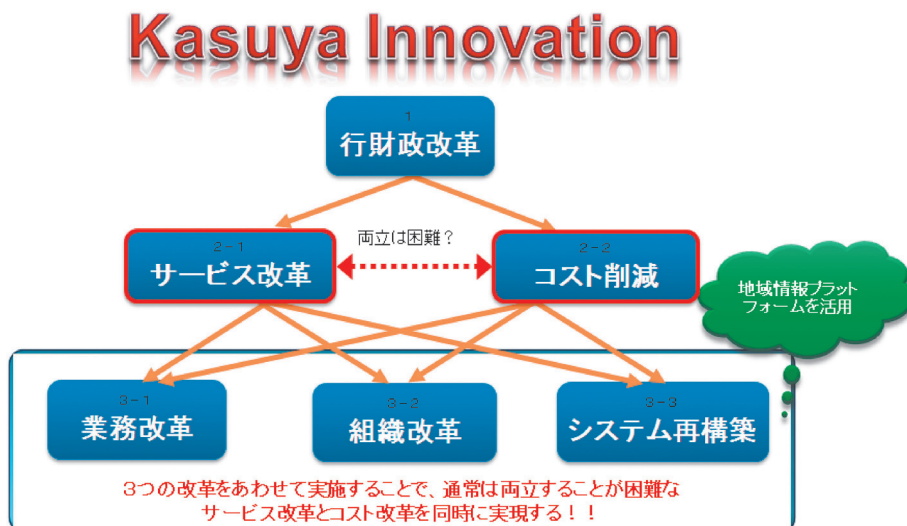 Kasuya Innovation
1
行財政改革
両立は困難？
2－1
サービス改革
2－2
コスト削減
地域情報プラット
フォームを活用
3－1
業務改革
3－2
組織改革
3－3
システム再構築
3つの改革をあわせて実施することで、通常は両立することが困難な
サービス改革とコスト改革を同時に実現する！！